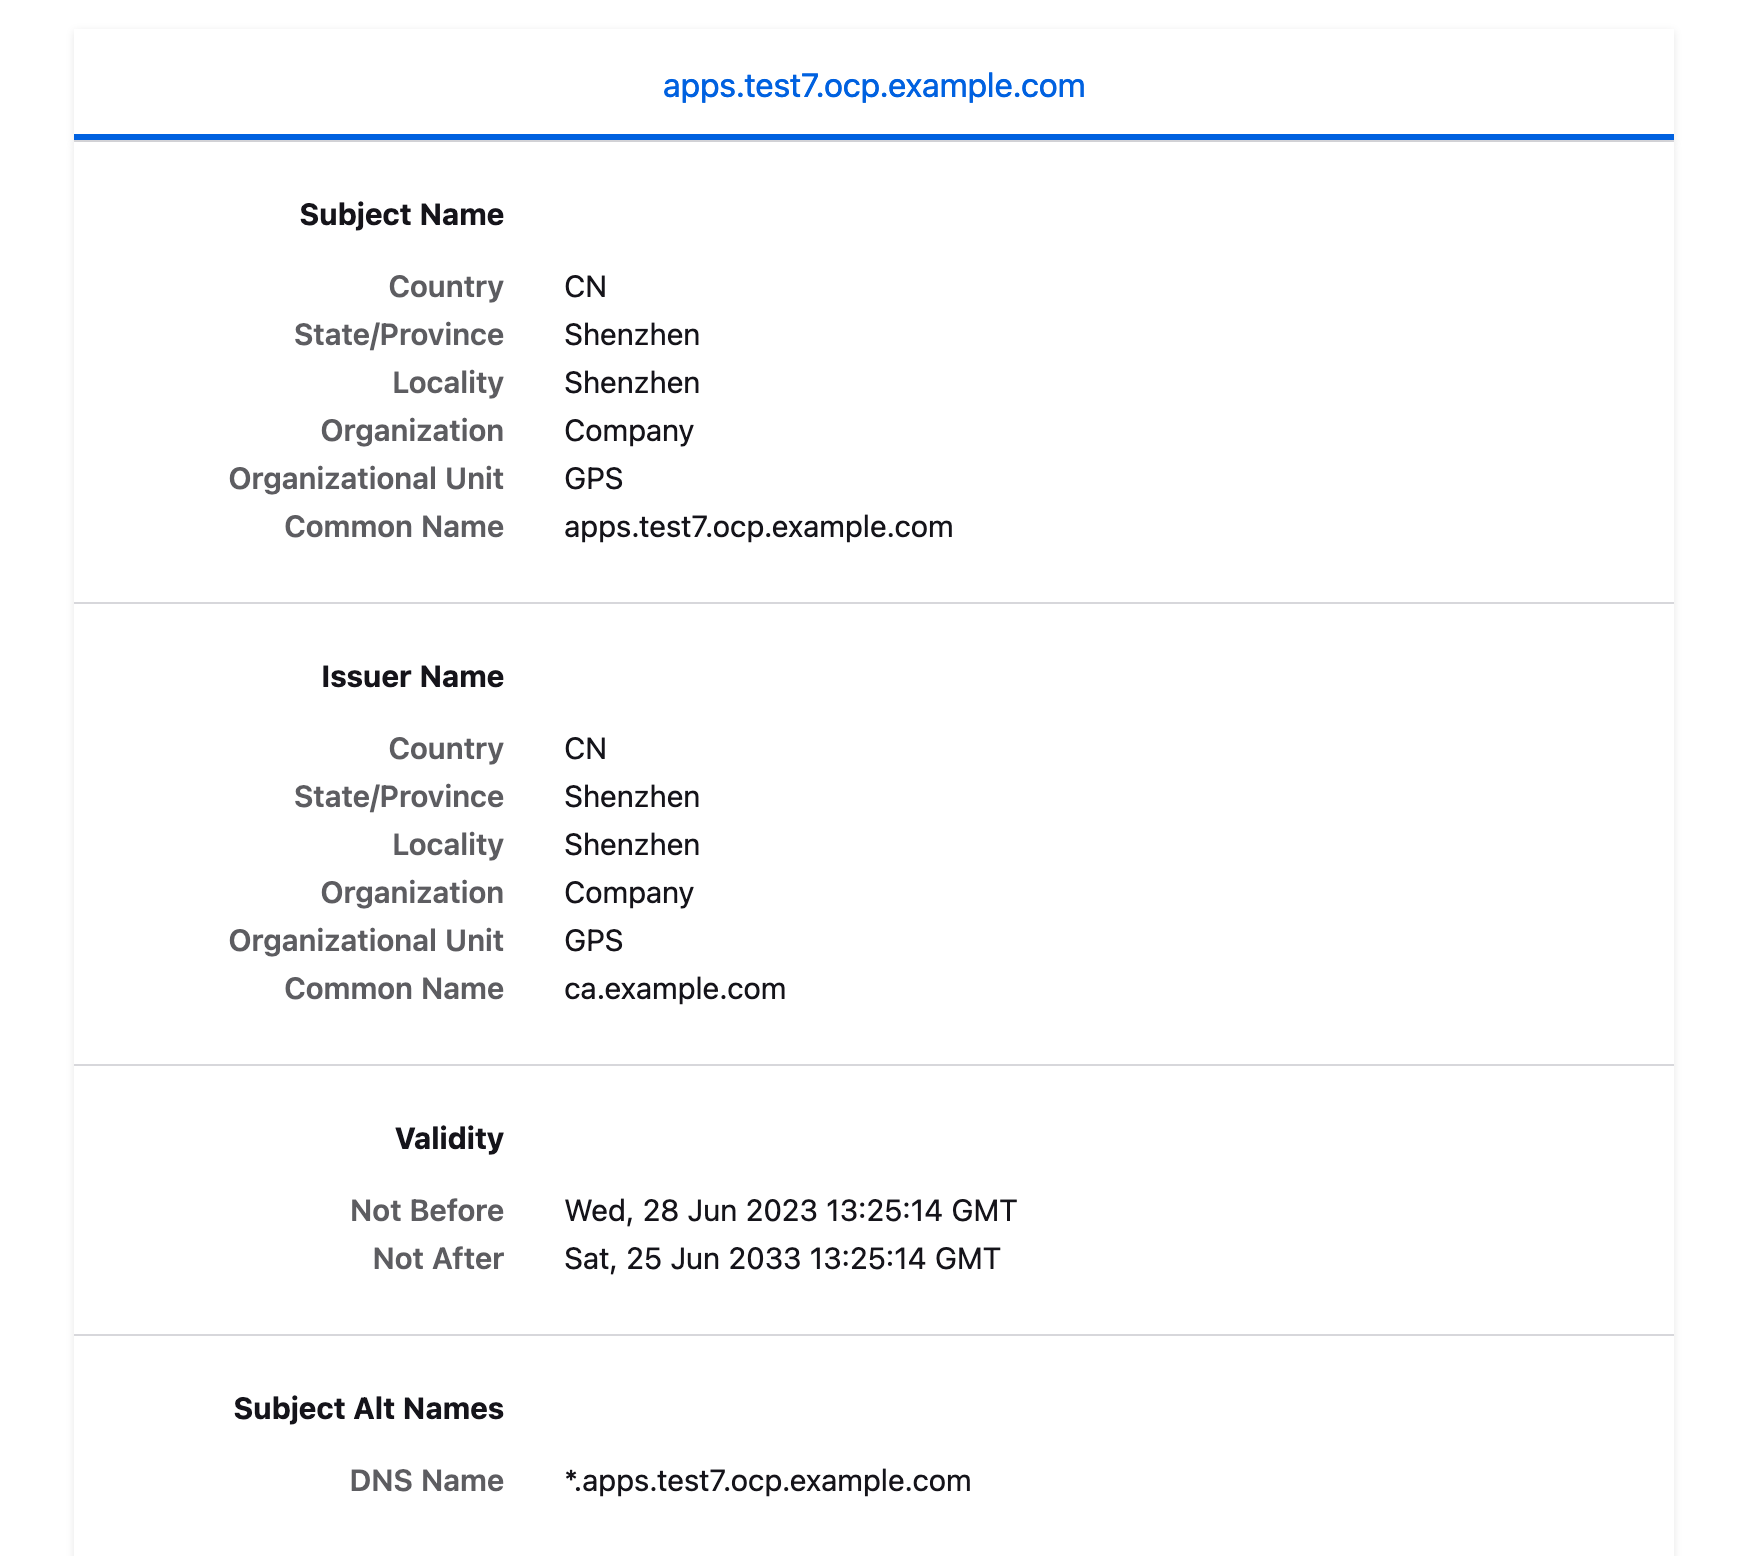 apps.test7.ocp.example.com
Subject Name
Country CN
State/Province Shenzhen
Locality Shenzhen
Organization Company
Organizational Unit GPS
Common Name apps.test7.ocp.example.com
Issuer Name
Country CN
State/Province Shenzhen
Locality Shenzhen
Organization Company
Organizational Unit GPS
Common Name ca.example.com
Validity
Not Before Wed, 28 Jun 2023 13:25:14 GMT
Not After Sat, 25 Jun 2033 13:25:14 GMT
Subject Alt Names
DNS Name *.apps.test7.ocp.example.com